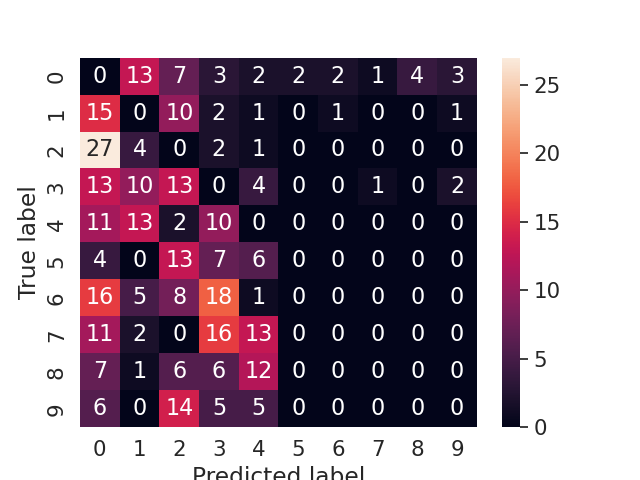 0 0 13 7 3 2 2 2 1 4 3
1 15 0 10 2 1 0 1 0 0 1
2 27 4 0 2 1 0 0 0 0 0
3 13 10 13 0 4 0 0 1 0 2
4 11 13 2 10 0 0 0 0 0 0
5 4 0 13 7 6 0 0 0 0 0
6 16 5 8 18 1 0 0 0 0 0
7 11 2 0 16 13 0 0 0 0 0
8 7 1 6 6 12 0 0 0 0 0
9 6 0 14 5 5 0 0 0 0 0
0 1 2 3 4 5 6 7 8 9
Predicted label
True label
25
20
15
10
5
0